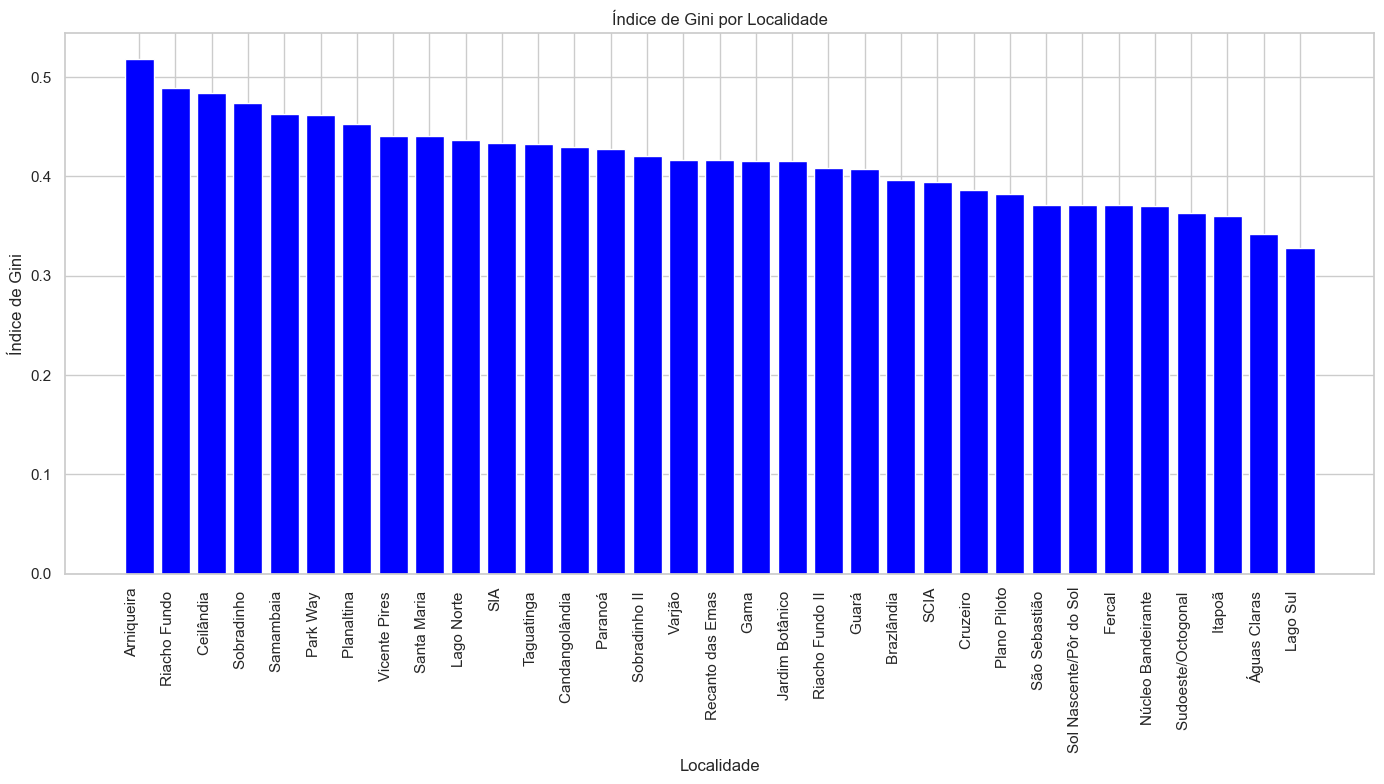 Índice de Gini por Localidade
Índice de Gini
0.5
0.4
0.3
0.2
0.1
0.0
Arniqueira
Riacho Fundo
Ceilândia
Sobradinho
Samambaia
Park Way
Planaltina
Vicente Pires
Santa Maria
Lago Norte
SIA
Taguatinga
Candangolândia
Paranoá
Sobradinho II
Varjão
Recanto das Emas
Gama
Jardim Botânico
Riacho Fundo II
Guará
Brazlândia
SCIA
Cruzeiro
Plano Piloto
São Sebastião
Sol Nascente/Pôr do Sol
Fercal
Núcleo Bandeirante
Sudoeste/Octogonal
Itapoã
Águas Claras
Lago Sul
Localidade